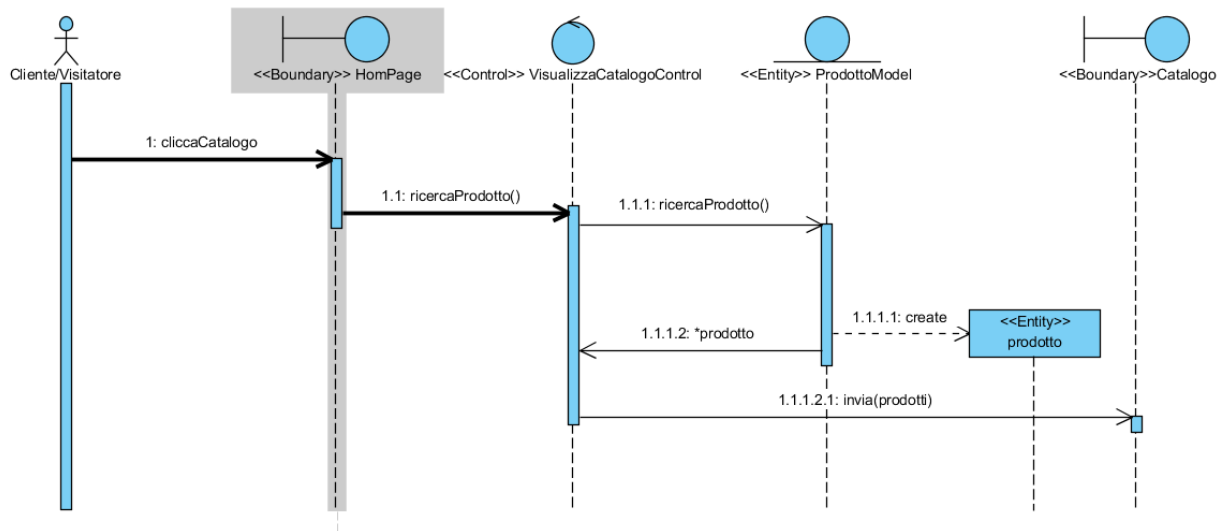 Cliente/Visitatore
<<Boundary>> HomPage
<<Control>> VisualizzaCatalogoControl
<<Entity>> ProdottoModel
<<Boundary>>Catalogo
1: cliccaCatalogo
1.1: ricercaProdotto()
1.1.1: ricercaProdotto()
1.1.1.1: create
<<Entity>>
prodotto
1.1.1.2: *prodotto
1.1.1.2.1: invia(prodotti)